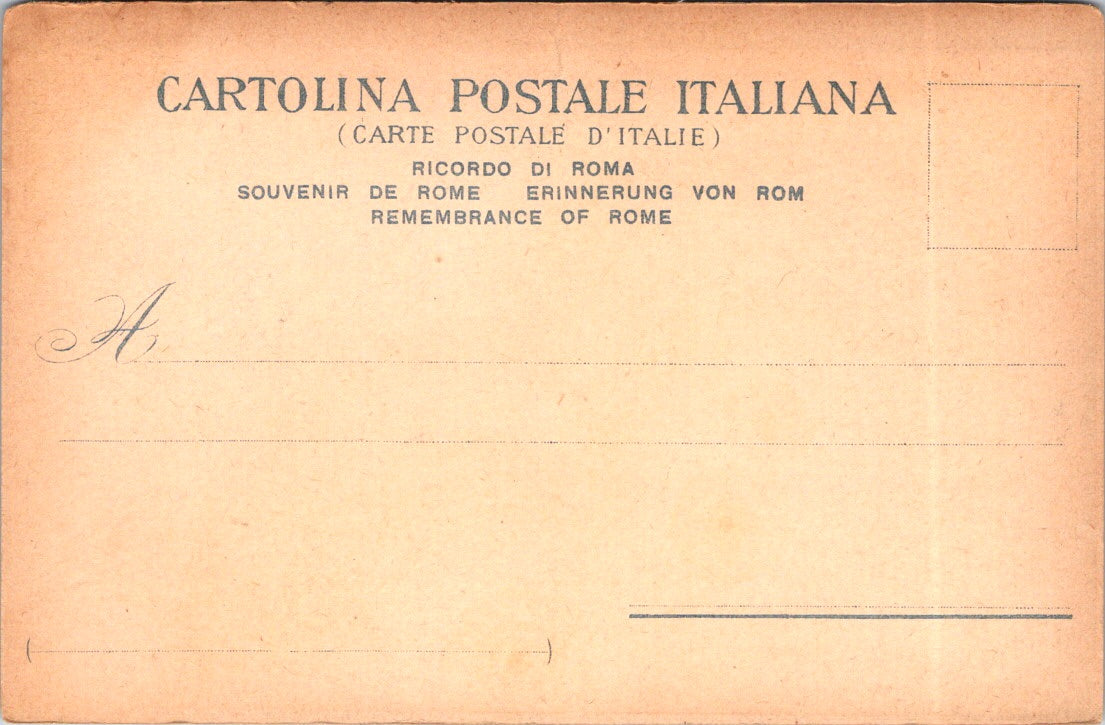 CARTOLINA POSTALE ITALIANA
(CARTE POSTALE D'ITALIE)
RICORDO DI ROMA
SOUVENIR DE ROME ERINNERUNG VON ROM
REMEMBRANCE OF ROME
A
( )